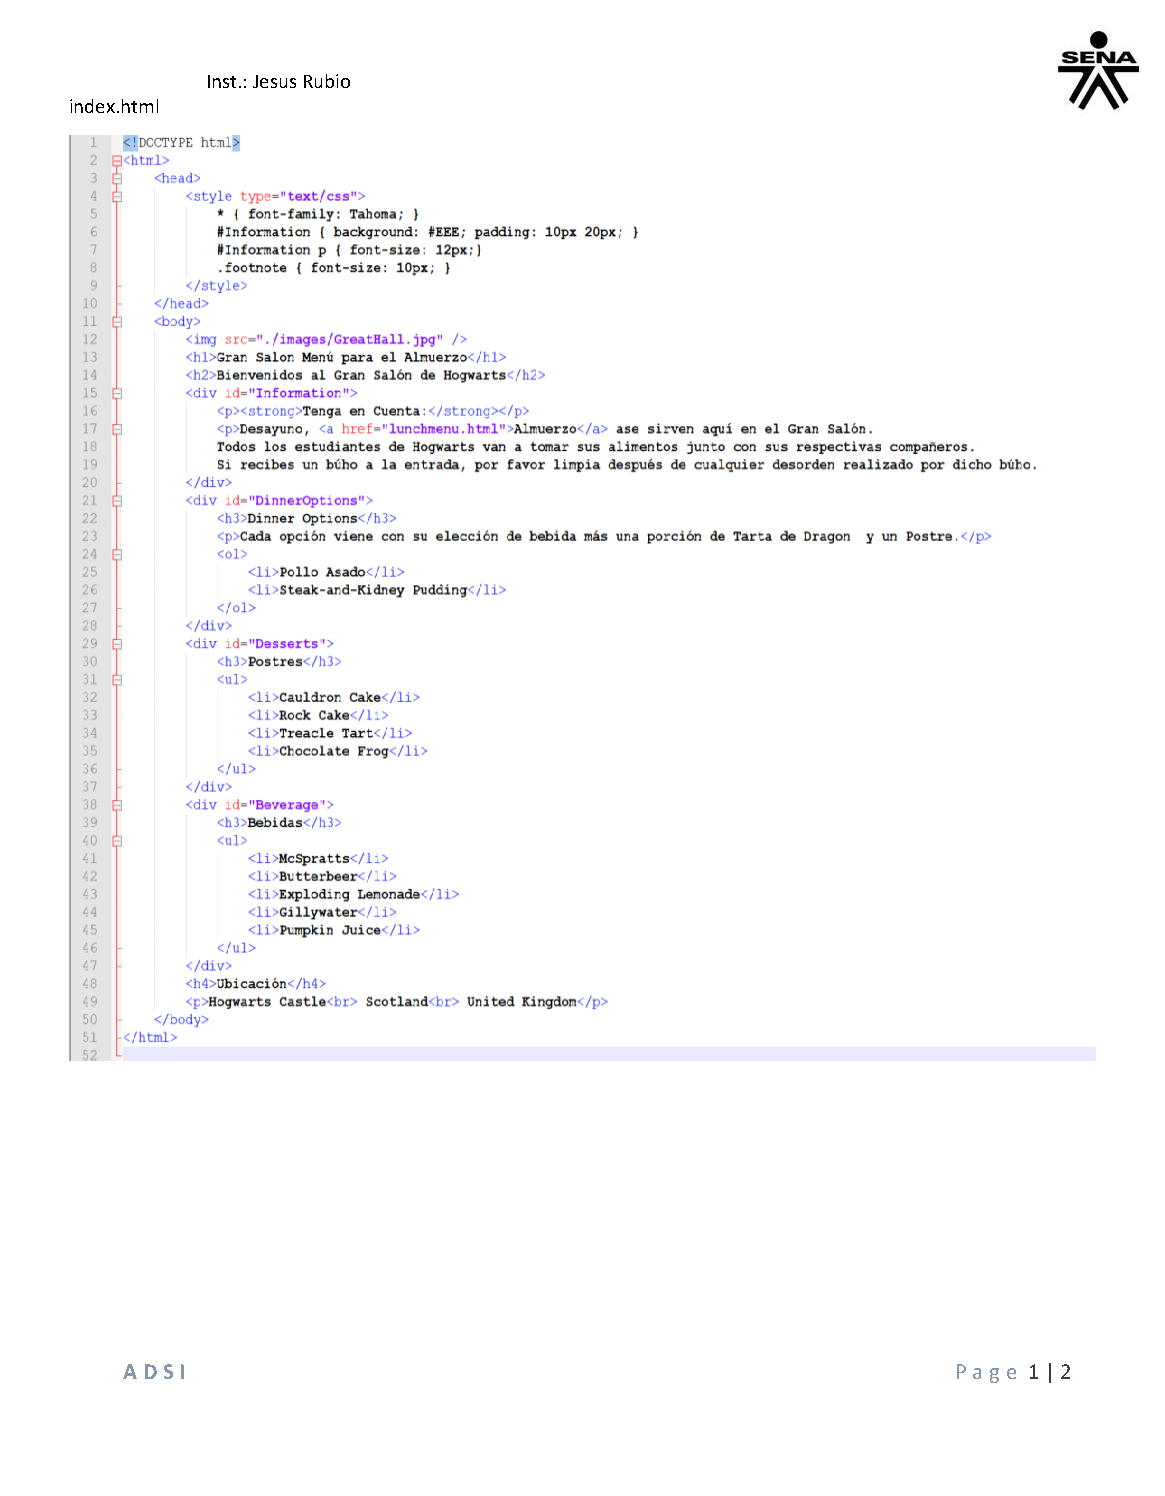 SENA
Inst.: Jesus Rubio
index.html
1 <!DOCTYPE html>
2 <html>
3 <head>
4 <style type="text/css">
5 * { font-family: Tahoma; }
6 #Information { background: #EEE; padding: 10px 20px; }
7 #Information p { font-size: 12px;}
8 .footnote { font-size: 10px; }
9 </style>
10 </head>
11 <body>
12 <img src="./images/GreatHall.jpg" />
13 <h1>Gran Salon Menú para el Almuerzo</h1>
14 <h2>Bienvenidos al Gran Salón de Hogwarts</h2>
15 <div id="Information">
16 <p><strong>Tenga en Cuenta:</strong></p>
17 <p>Desayuno, <a href="lunchmenu.html">Almuerzo</a> ase sirven aquí en el Gran Salón.
18 Todos los estudiantes de Hogwarts van a tomar sus alimentos junto con sus respectivas compañeros.
19 Si recibes un búho a la entrada, por favor limpia después de cualquier desorden realizado por dicho búho.
20 </div>
21 <div id="DinnerOptions">
22 <h3>Dinner Options</h3>
23 <p>Cada opción viene con su elección de bebida más una porción de Tarta de Dragon  y un Postre.</p>
24 <ol>
25 <li>Pollo Asado</li>
26 <li>Steak-and-Kidney Pudding</li>
27 </ol>
28 </div>
29 <div id="Desserts">
30 <h3>Postres</h3>
31 <ul>
32 <li>Cauldron Cake</li>
33 <li>Rock Cake</li>
34 <li>Treacle Tart</li>
35 <li>Chocolate Frog</li>
36 </ul>
37 </div>
38 <div id="Beverage">
39 <h3>Bebidas</h3>
40 <ul>
41 <li>McSpratts</li>
42 <li>Butterbeer</li>
43 <li>Exploding Lemonade</li>
44 <li>Gillywater</li>
45 <li>Pumpkin Juice</li>
46 </ul>
47 </div>
48 <h4>Ubicación</h4>
49 <p>Hogwarts Castle<br> Scotland<br> United Kingdom</p>
50 </body>
51 </html>
52
ADSI
Page 1 | 2